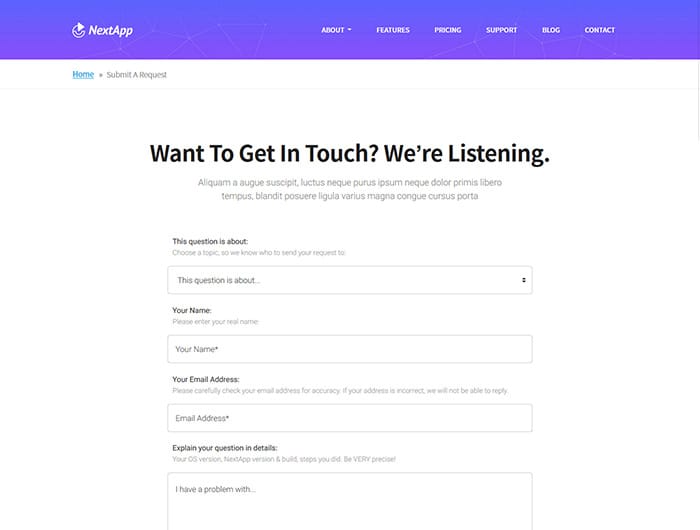 NextApp
ABOUT
FEATURES
PRICING
SUPPORT
BLOG
CONTACT
Home » Submit A Request
Want To Get In Touch? We're Listening.
Aliquam a augue suscipit, luctus neque purus ipsum neque dolor primis libero
tempus, blandit posuere ligula varius magna congue cursus porta
This question is about:
Choose a topic, so we know who to send your request to:
This question is about...
Your Name:
Please enter your real name:
Your Name*
Your Email Address:
Please carefully check your email address for accuracy. If your address is incorrect, we will not be able to reply.
Email Address*
Explain your question in details:
Your OS version, NextApp version & build, steps you did. Be VERY precise!
I have a problem with...